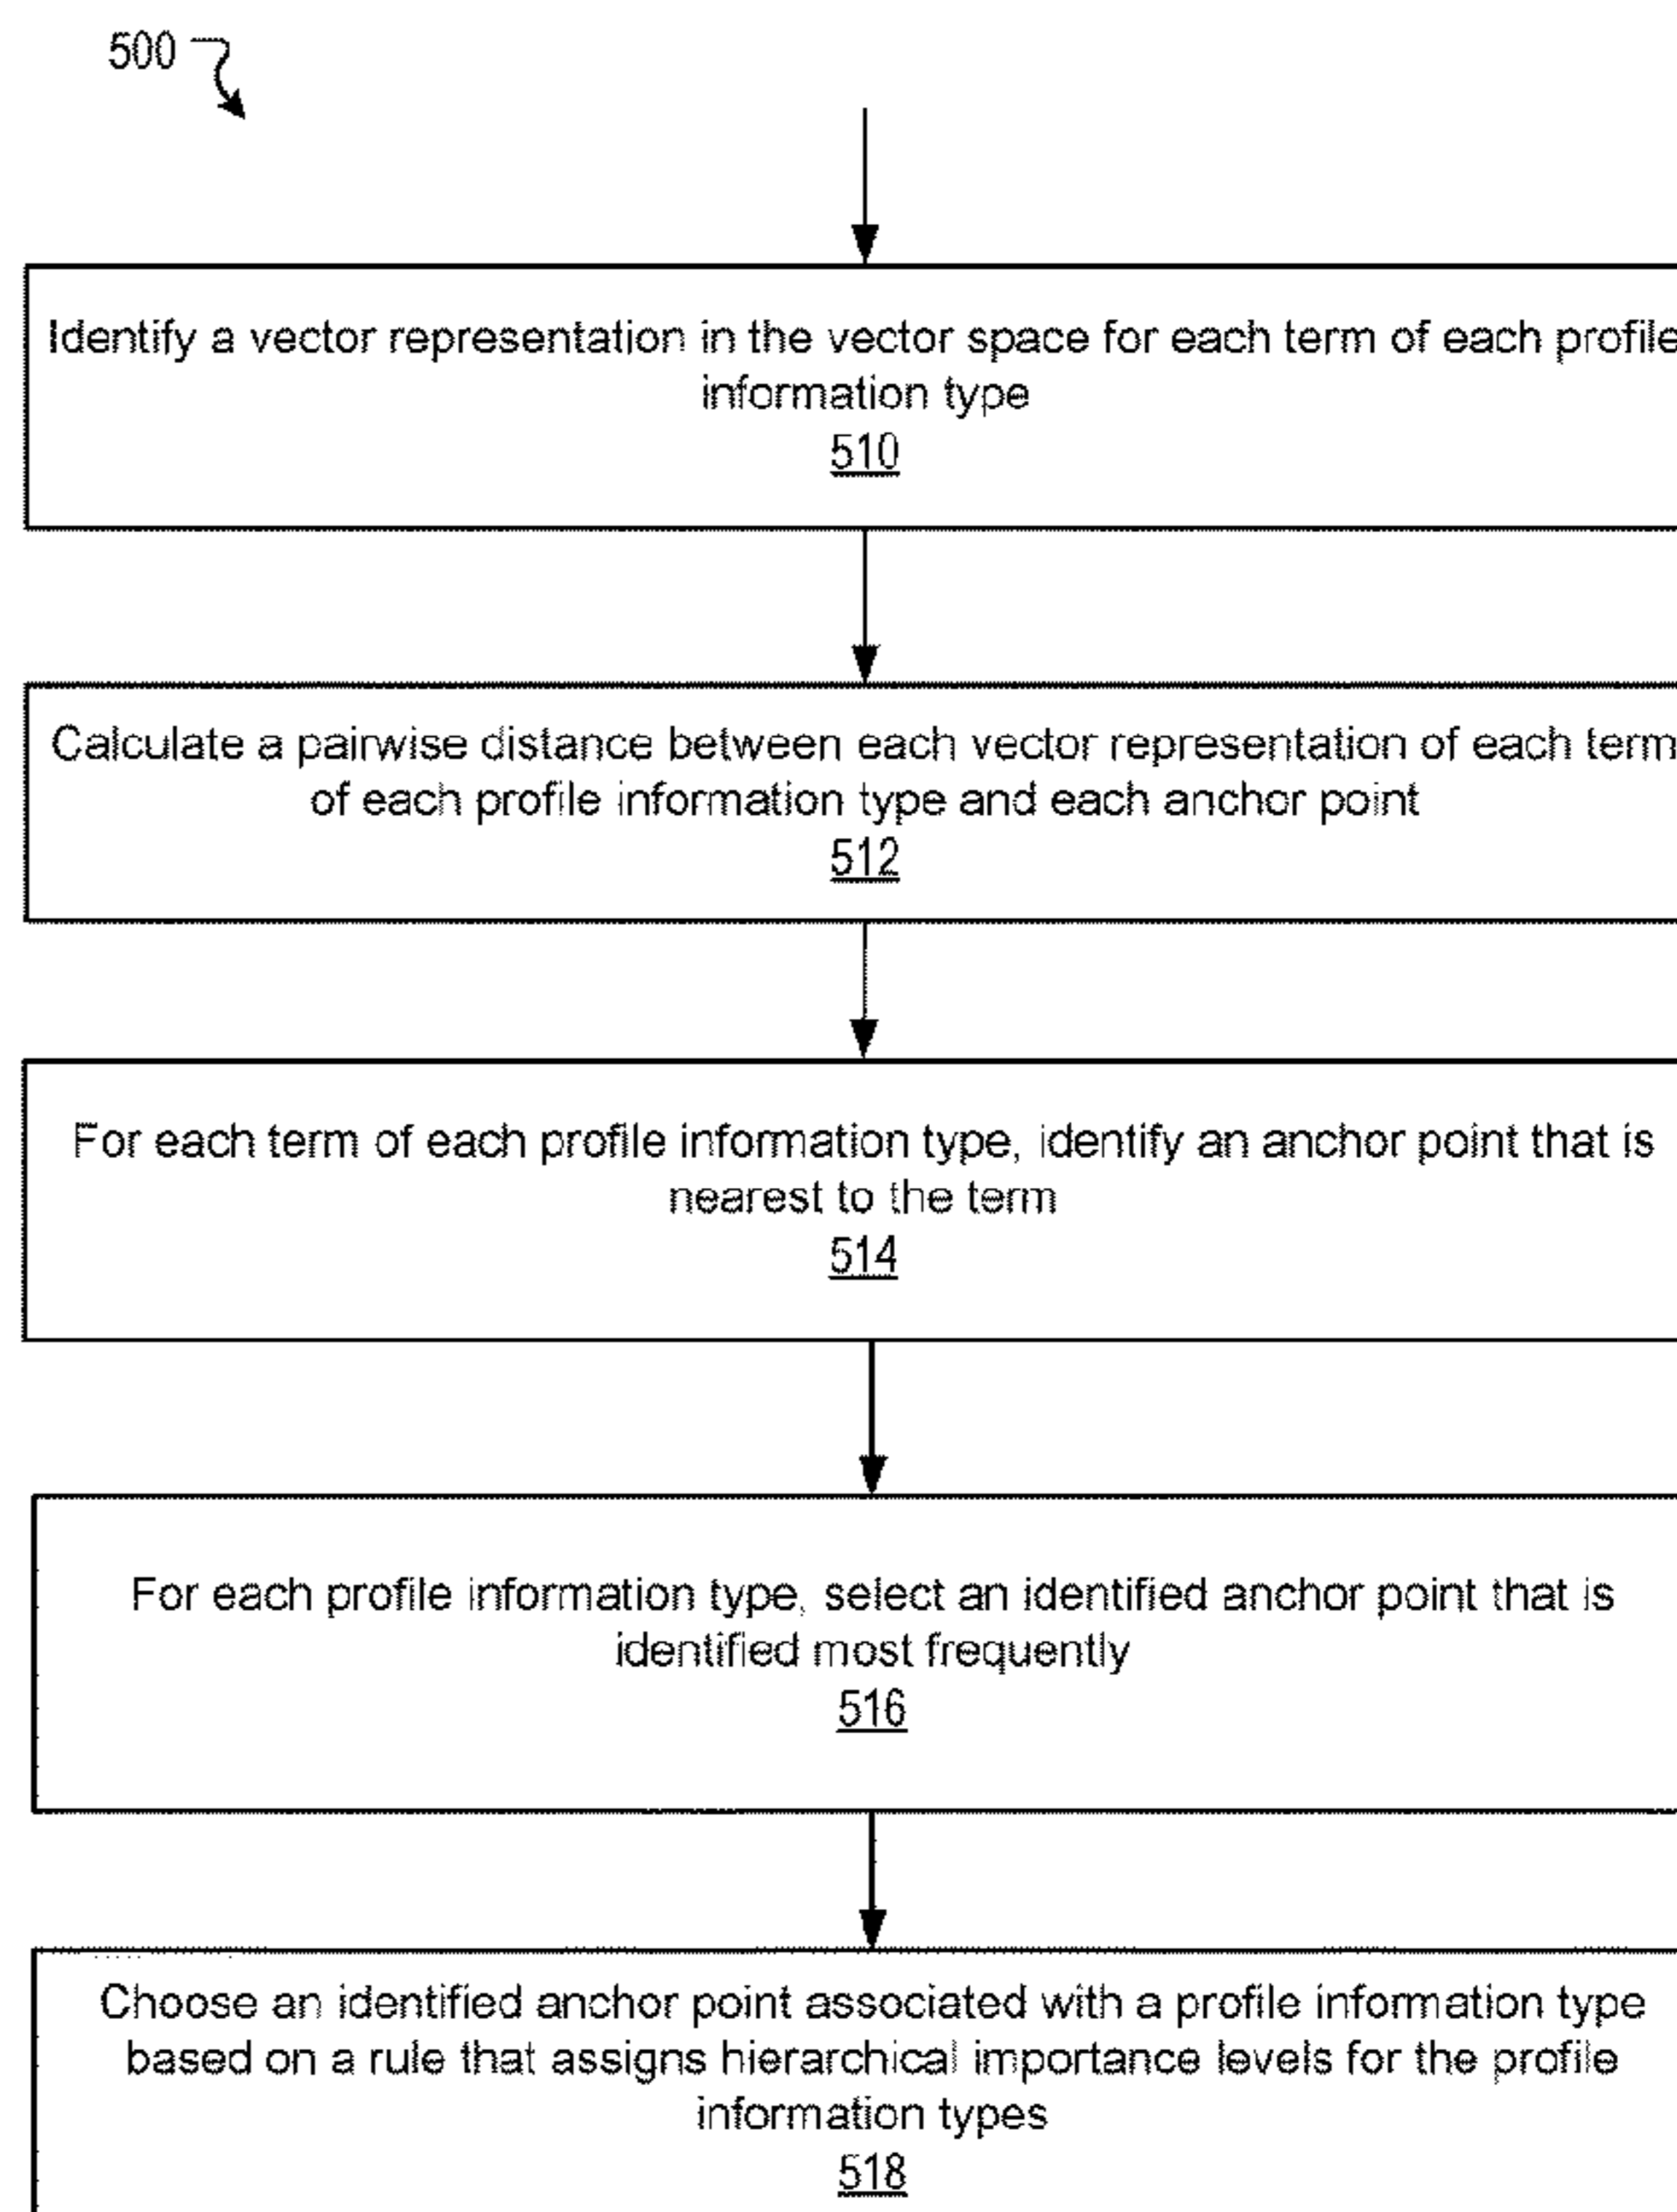 500
Identify a vector representation in the vector space for each term of each profile
information type
510
Calculate a pairwise distance between each vector representation of each term
of each profile information type and each anchor point
512
For each term of each profile information type, identify an anchor point that is
nearest to the term
514
For each profile information type, select an identified anchor point that is
identified most frequently
516
Choose an identified anchor point associated with a profile information type
based on a rule that assigns hierarchical importance levels for the profile
information types
518